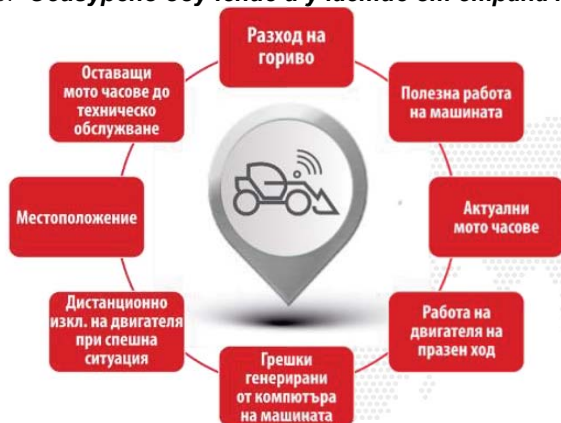 Разход на
гориво
Полезна работа
на машината
Актуални
мото часове
Работа на
двигателя на
празен ход
Грешки
генерирани
от компютъра
на машината
Дистанционно
изкл. на двигателя
при спешна
ситуация
Местоположение
Оставащи
мото часове до
техническо
обслужване